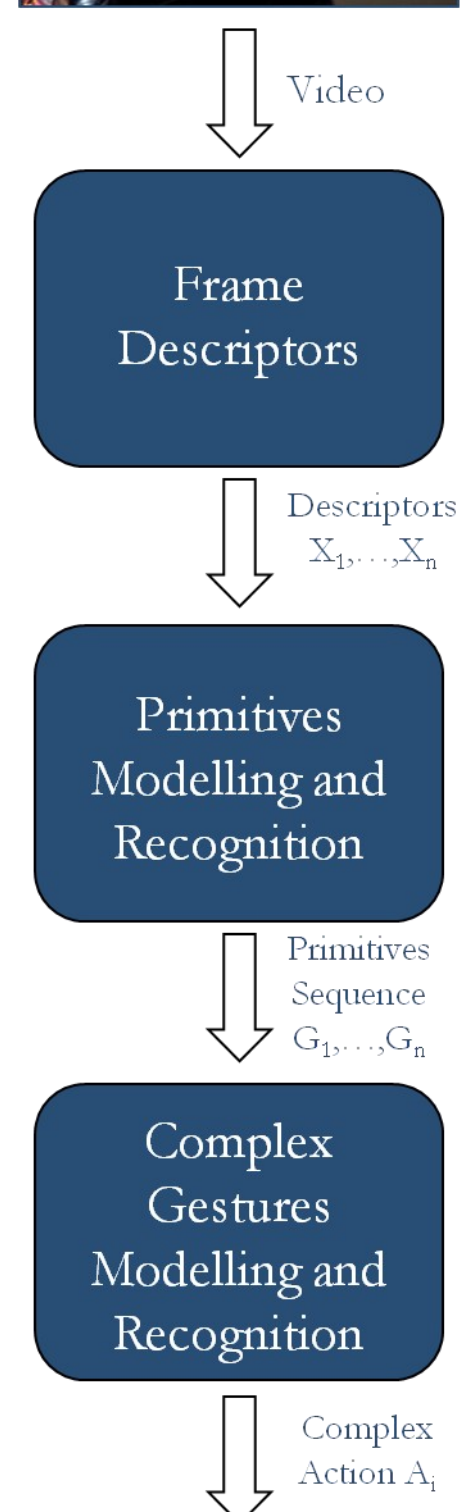 Video
Frame
Descriptors
Descriptors
X₁,…,Xₙ
Primitives
Modelling and
Recognition
Primitives
Sequence
G₁,…,Gₙ
Complex
Gestures
Modelling and
Recognition
Complex
Action Aᵢ